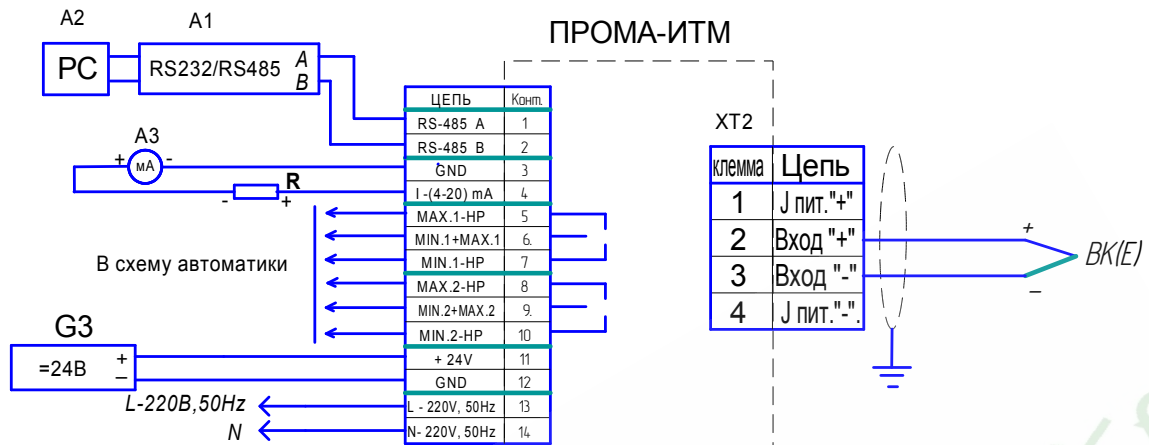 A2
A1
ПРОМА-ИТМ
PC
RS232/RS485
A
B
ЦЕПЬ Конт.
RS-485 A 1
RS-485 B 2
GND 3
I-(4-20) mA 4
MAX.1-HP 5
MIN.1+MAX.1 6.
MIN.1-HP 7
MAX.2-HP 8
MIN.2+MAX.2 9.
MIN.2-HP 10
+ 24V 11
GND 12
L - 220V, 50Hz 13
N- 220V, 50Hz 14
A3
+ мА -
R
- +
В схему автоматики
G3
=24В
+
–
L-220В,50Hz
N
XT2
клемма Цепь
1 J пит."+"
2 Вход "+"
3 Вход "-"
4 J пит."-".
+
–
ВК(Е)